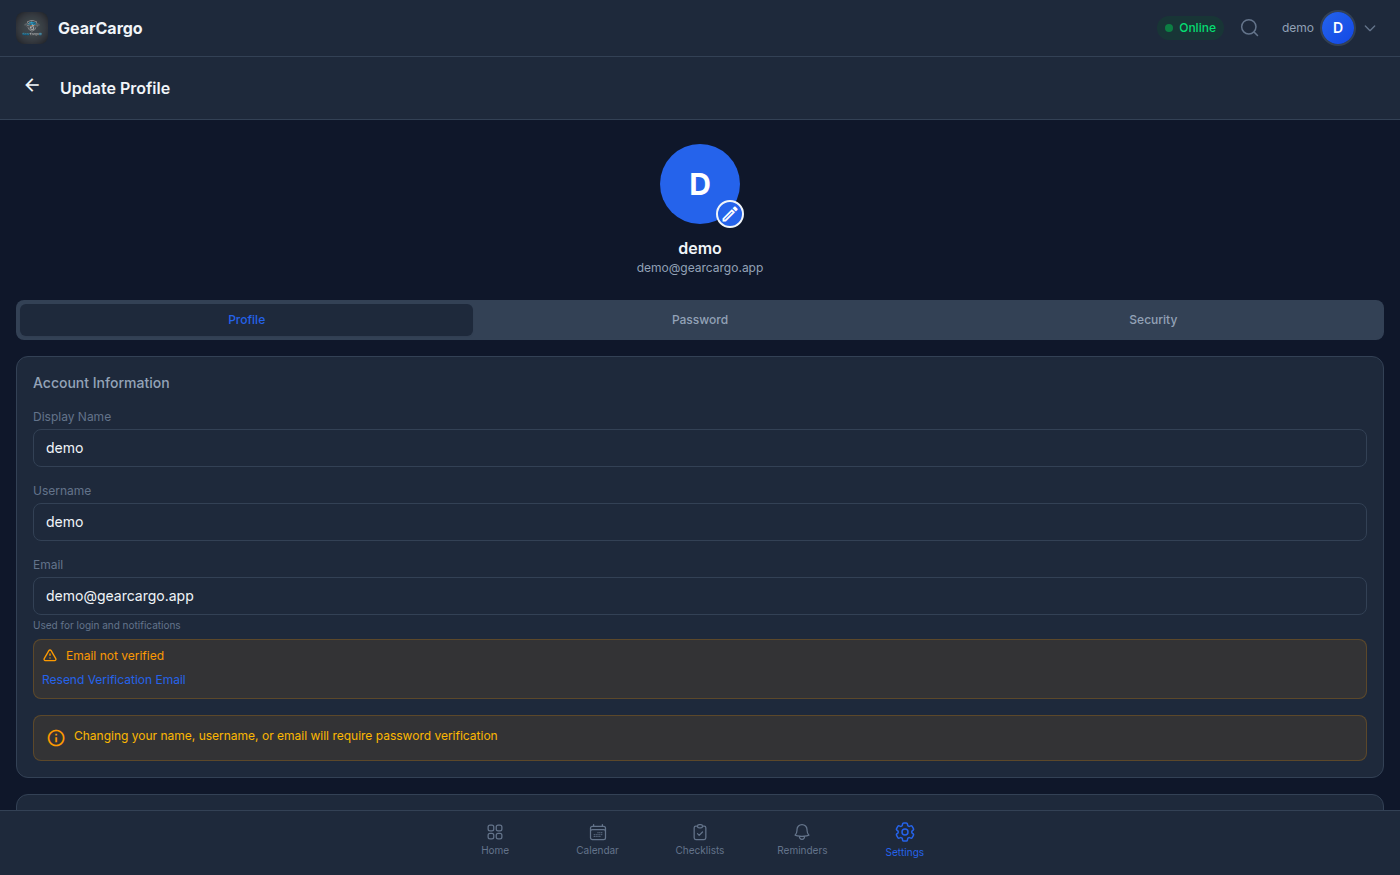 GearCargo
Online
demo
D
Update Profile
D
demo
demo@gearcargo.app
Profile
Password
Security
Account Information
Display Name
demo
Username
demo
Email
demo@gearcargo.app
Used for login and notifications
Email not verified
Resend Verification Email
Changing your name, username, or email will require password verification
Home
Calendar
Checklists
Reminders
Settings